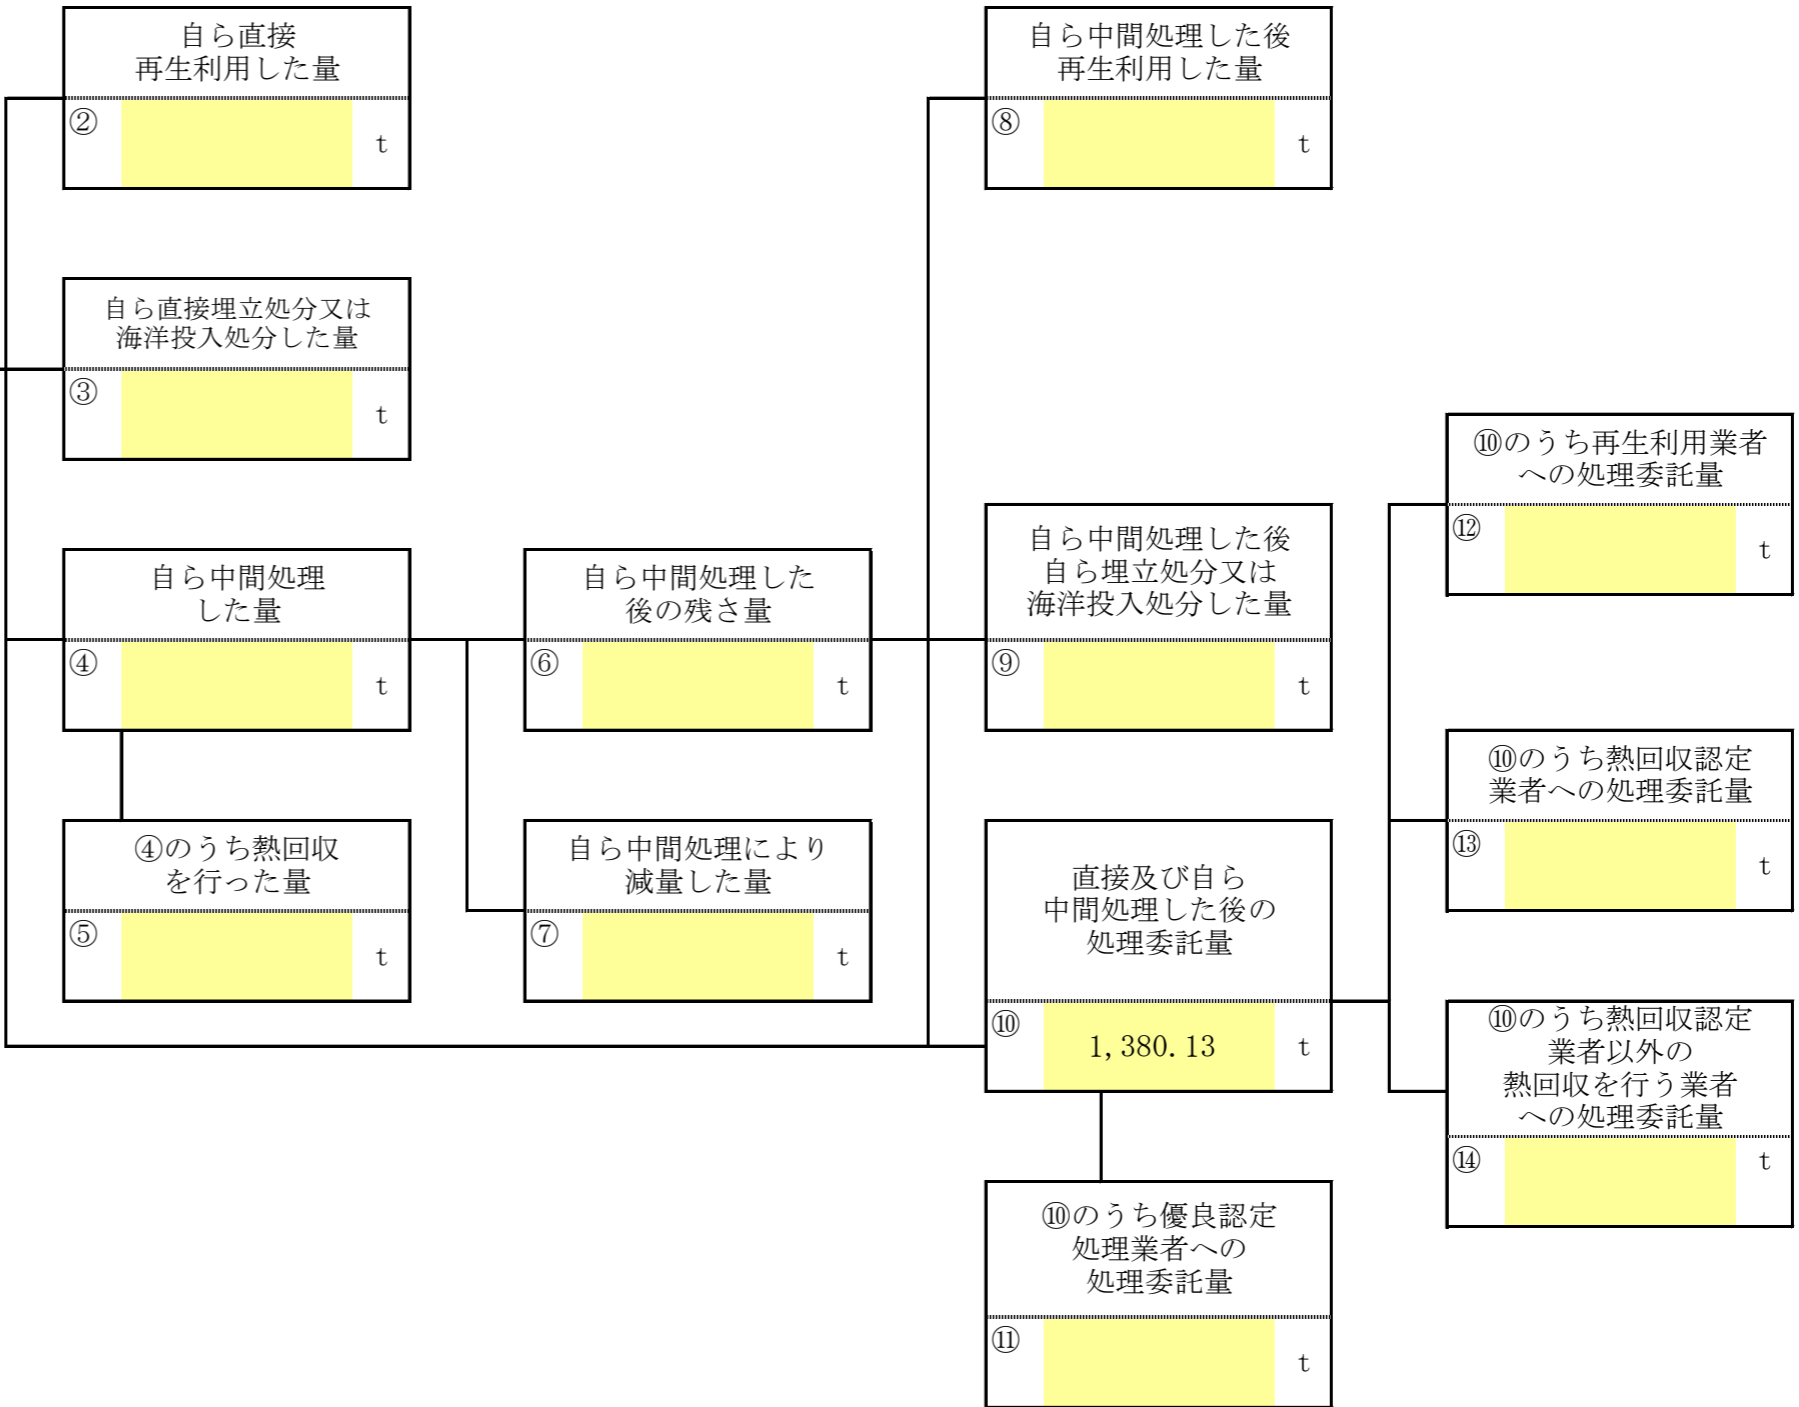 自ら直接
再生利用した量
②
t
自ら中間処理した後
再生利用した量
⑧
t
自ら直接埋立処分又は
海洋投入処分した量
③
t
⑩のうち再生利用業者
への処理委託量
⑫
t
自ら中間処理
した量
④
t
自ら中間処理した
後の残さ量
⑥
t
自ら中間処理した後
自ら埋立処分又は
海洋投入処分した量
⑨
t
⑩のうち熱回収認定
業者への処理委託量
⑬
t
④のうち熱回収
を行った量
⑤
t
自ら中間処理により
減量した量
⑦
t
直接及び自ら
中間処理した後の
処理委託量
⑩
1,380.13
t
⑩のうち熱回収認定
業者以外の
熱回収を行う業者
への処理委託量
⑭
t
⑩のうち優良認定
処理業者への
処理委託量
⑪
t